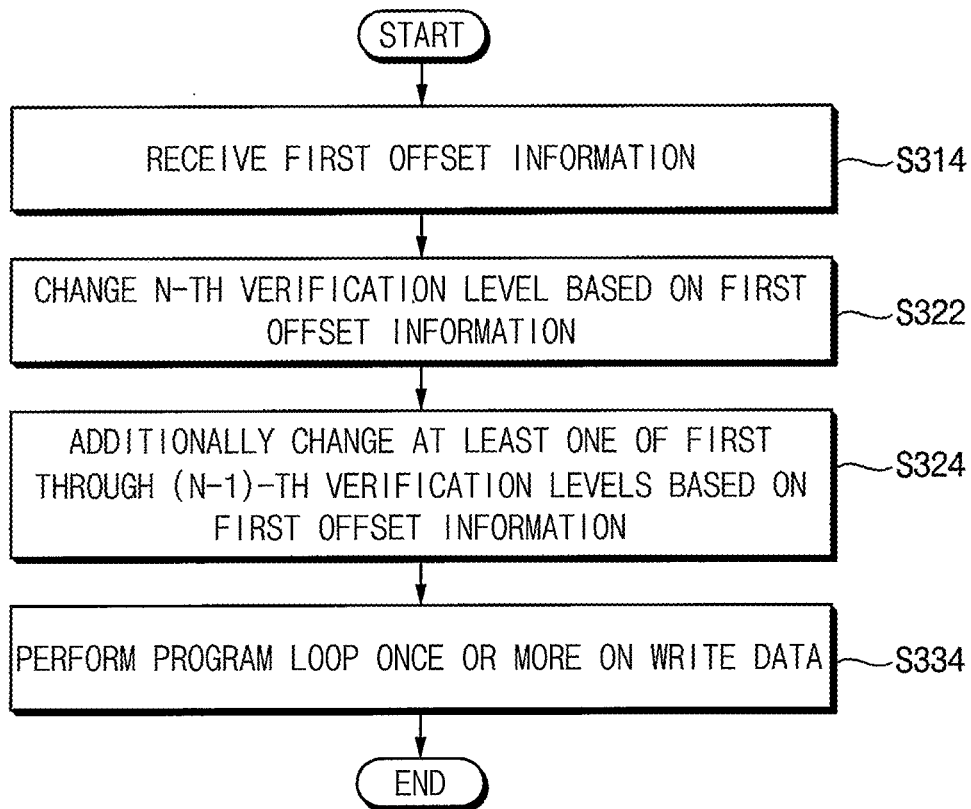 START
RECEIVE FIRST OFFSET INFORMATION
S314
CHANGE N-TH VERIFICATION LEVEL BASED ON FIRST
OFFSET INFORMATION
S322
ADDITIONALLY CHANGE AT LEAST ONE OF FIRST
THROUGH (N-1)-TH VERIFICATION LEVELS BASED ON
FIRST OFFSET INFORMATION
S324
PERFORM PROGRAM LOOP ONCE OR MORE ON WRITE DATA
S334
END